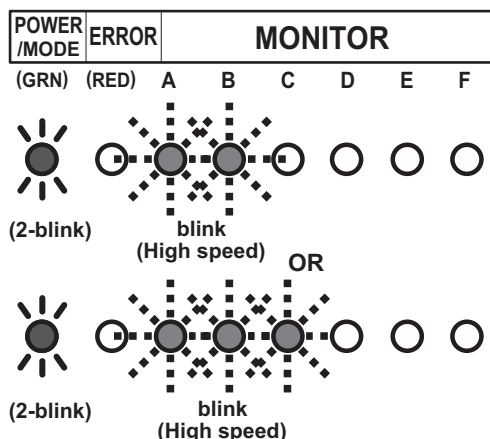 POWER /MODE ERROR MONITOR
(GRN) (RED) A B C D E F
(2-blink) blink
(High speed)
OR
(2-blink) blink
(High speed)